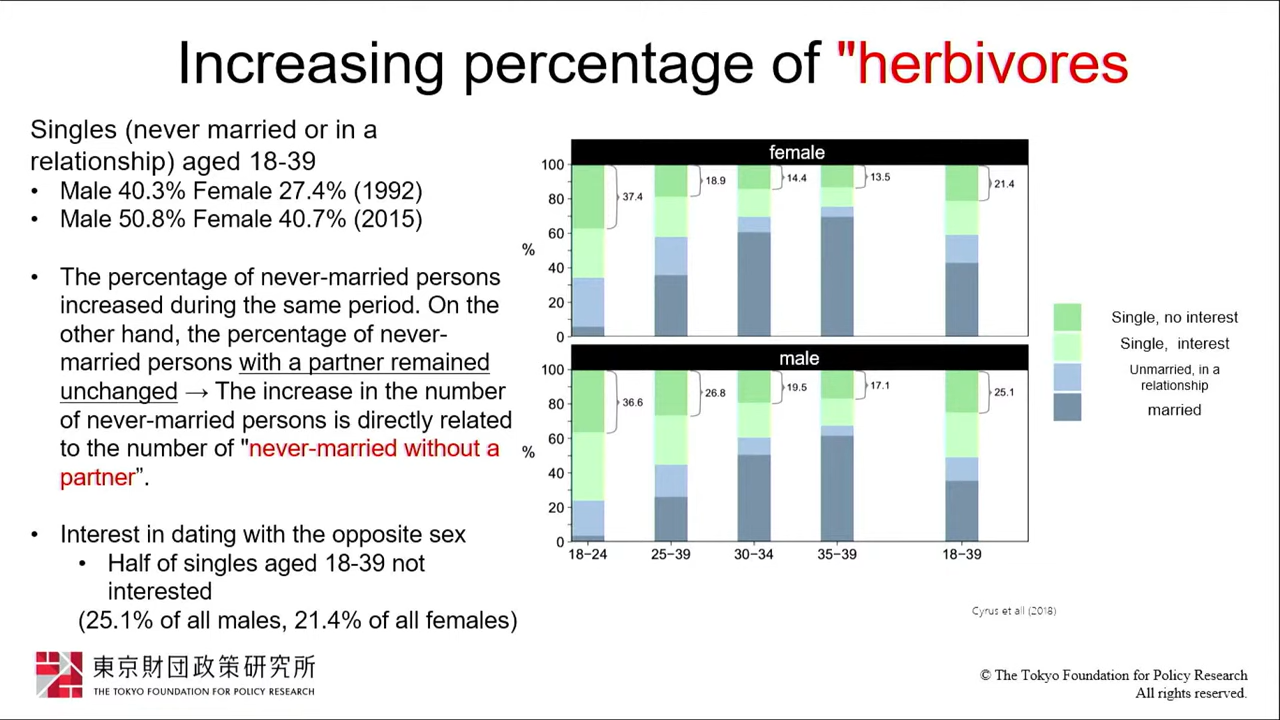 Increasing percentage of "herbivores
Singles (never married or in a
relationship) aged 18-39
• Male 40.3% Female 27.4% (1992)
• Male 50.8% Female 40.7% (2015)
• The percentage of never-married persons
increased during the same period. On the
other hand, the percentage of never-
married persons with a partner remained
unchanged → The increase in the number
of never-married persons is directly related
to the number of "never-married without a
partner”.
• Interest in dating with the opposite sex
• Half of singles aged 18-39 not
interested
(25.1% of all males, 21.4% of all females)
female
100
80
60
40
20
0
%
37.4
18.9
14.4
13.5
21.4
male
100
80
60
40
20
0
%
36.6
26.8
19.5
17.1
25.1
18–24
25–39
30–34
35–39
18–39
Single, no interest
Single, interest
Unmarried, in a
relationship
married
Cyrus et all (2018)
東京財団政策研究所
THE TOKYO FOUNDATION FOR POLICY RESEARCH
© The Tokyo Foundation for Policy Research
All rights reserved.